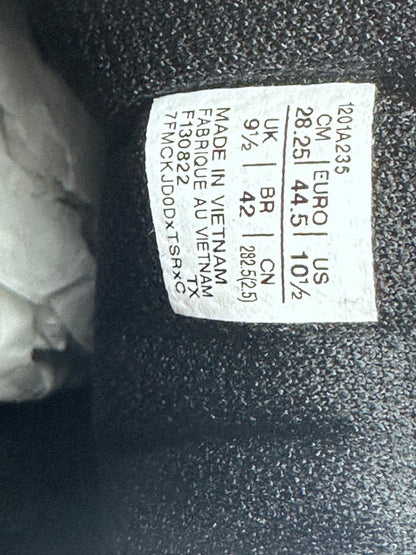 1201A235
CM | EURO | US
28.25 | 44.5 | 10½
UK | BR | CN
9½ | 42 | 282.5(2.5)
MADE IN VIETNAM
FABRIQUE AU VIETNAM
F130822 TX
7FMCKJD0DxTSRxC